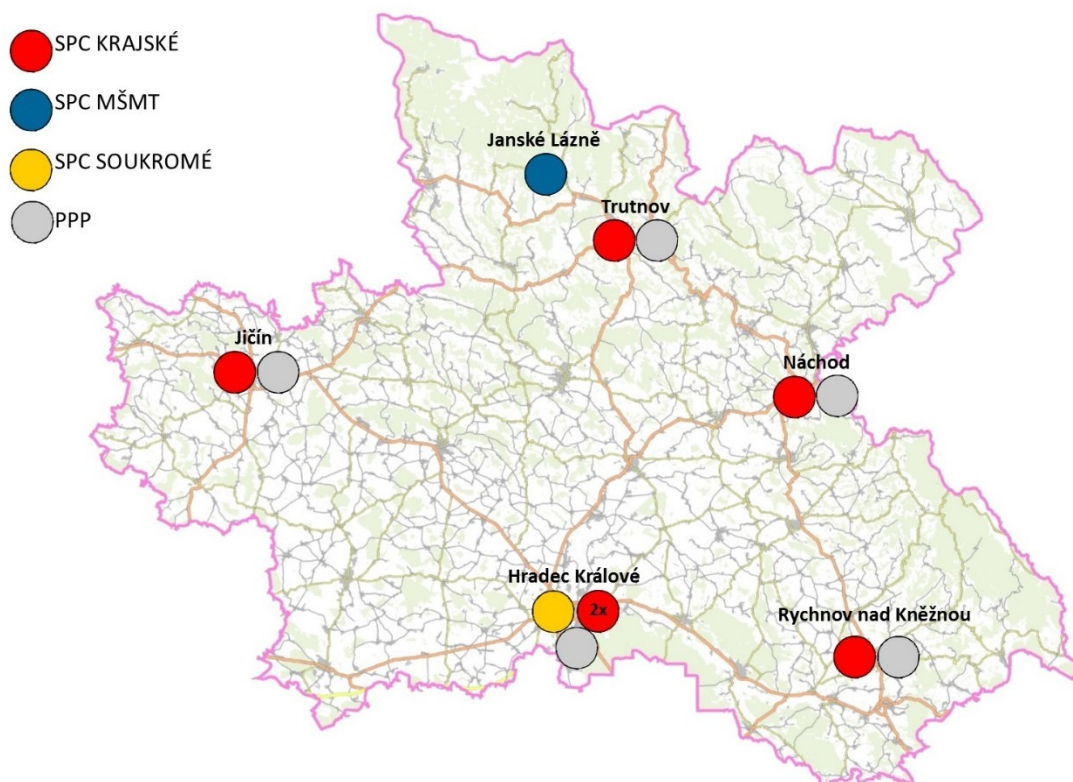 SPC KRAJSKÉ
SPC MŠMT
SPC SOUKROMÉ
PPP
Janské Lázně
Trutnov
Jičín
Náchod
Hradec Králové
2x
Rychnov nad Kněžnou